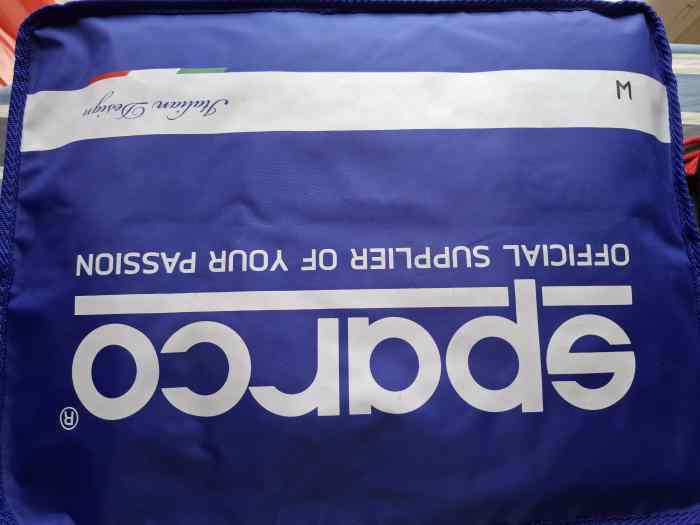 sparco®
OFFICIAL SUPPLIER OF YOUR PASSION
Italian Design
M